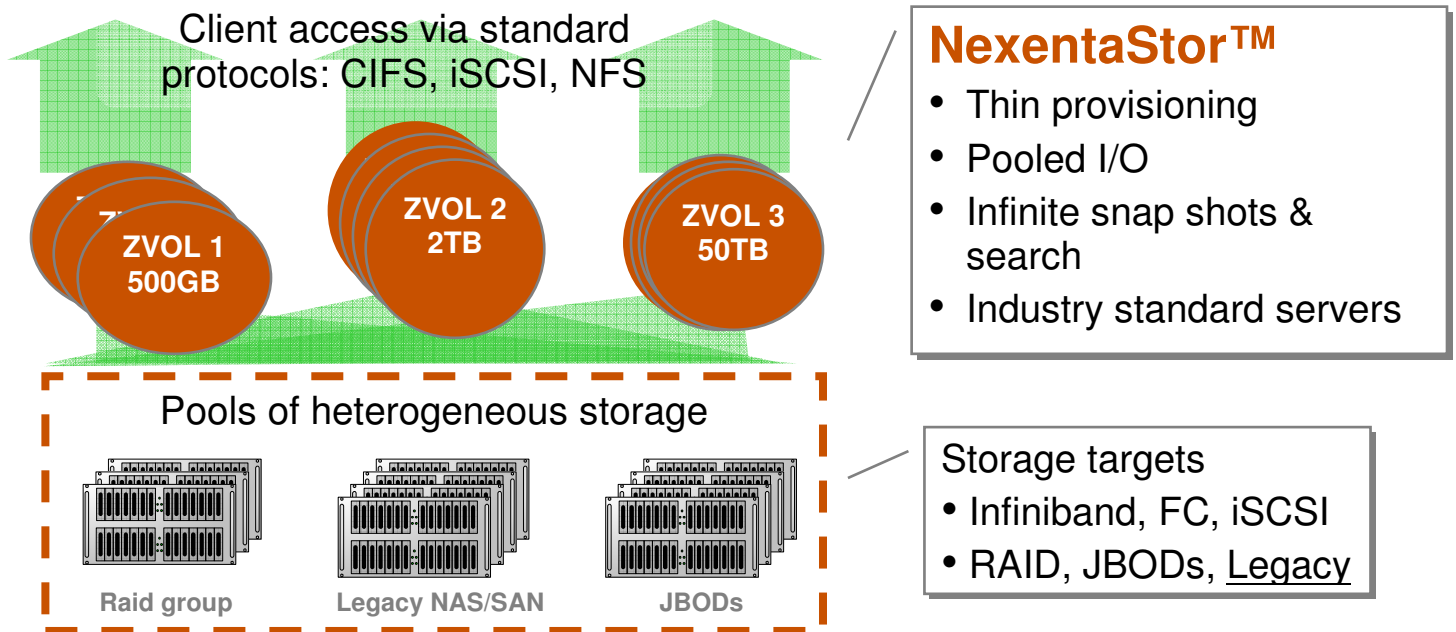 Client access via standard
protocols: CIFS, iSCSI, NFS
ZVOL 1
500GB
ZVOL 2
2TB
ZVOL 3
50TB
Pools of heterogeneous storage
Raid group
Legacy NAS/SAN
JBODs
NexentaStor™
• Thin provisioning
• Pooled I/O
• Infinite snap shots &
search
• Industry standard servers
Storage targets
• Infiniband, FC, iSCSI
• RAID, JBODs, Legacy